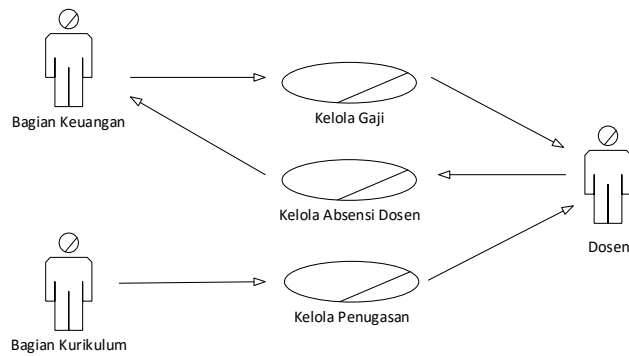 Bagian Keuangan
Kelola Gaji
Kelola Absensi Dosen
Dosen
Kelola Penugasan
Bagian Kurikulum